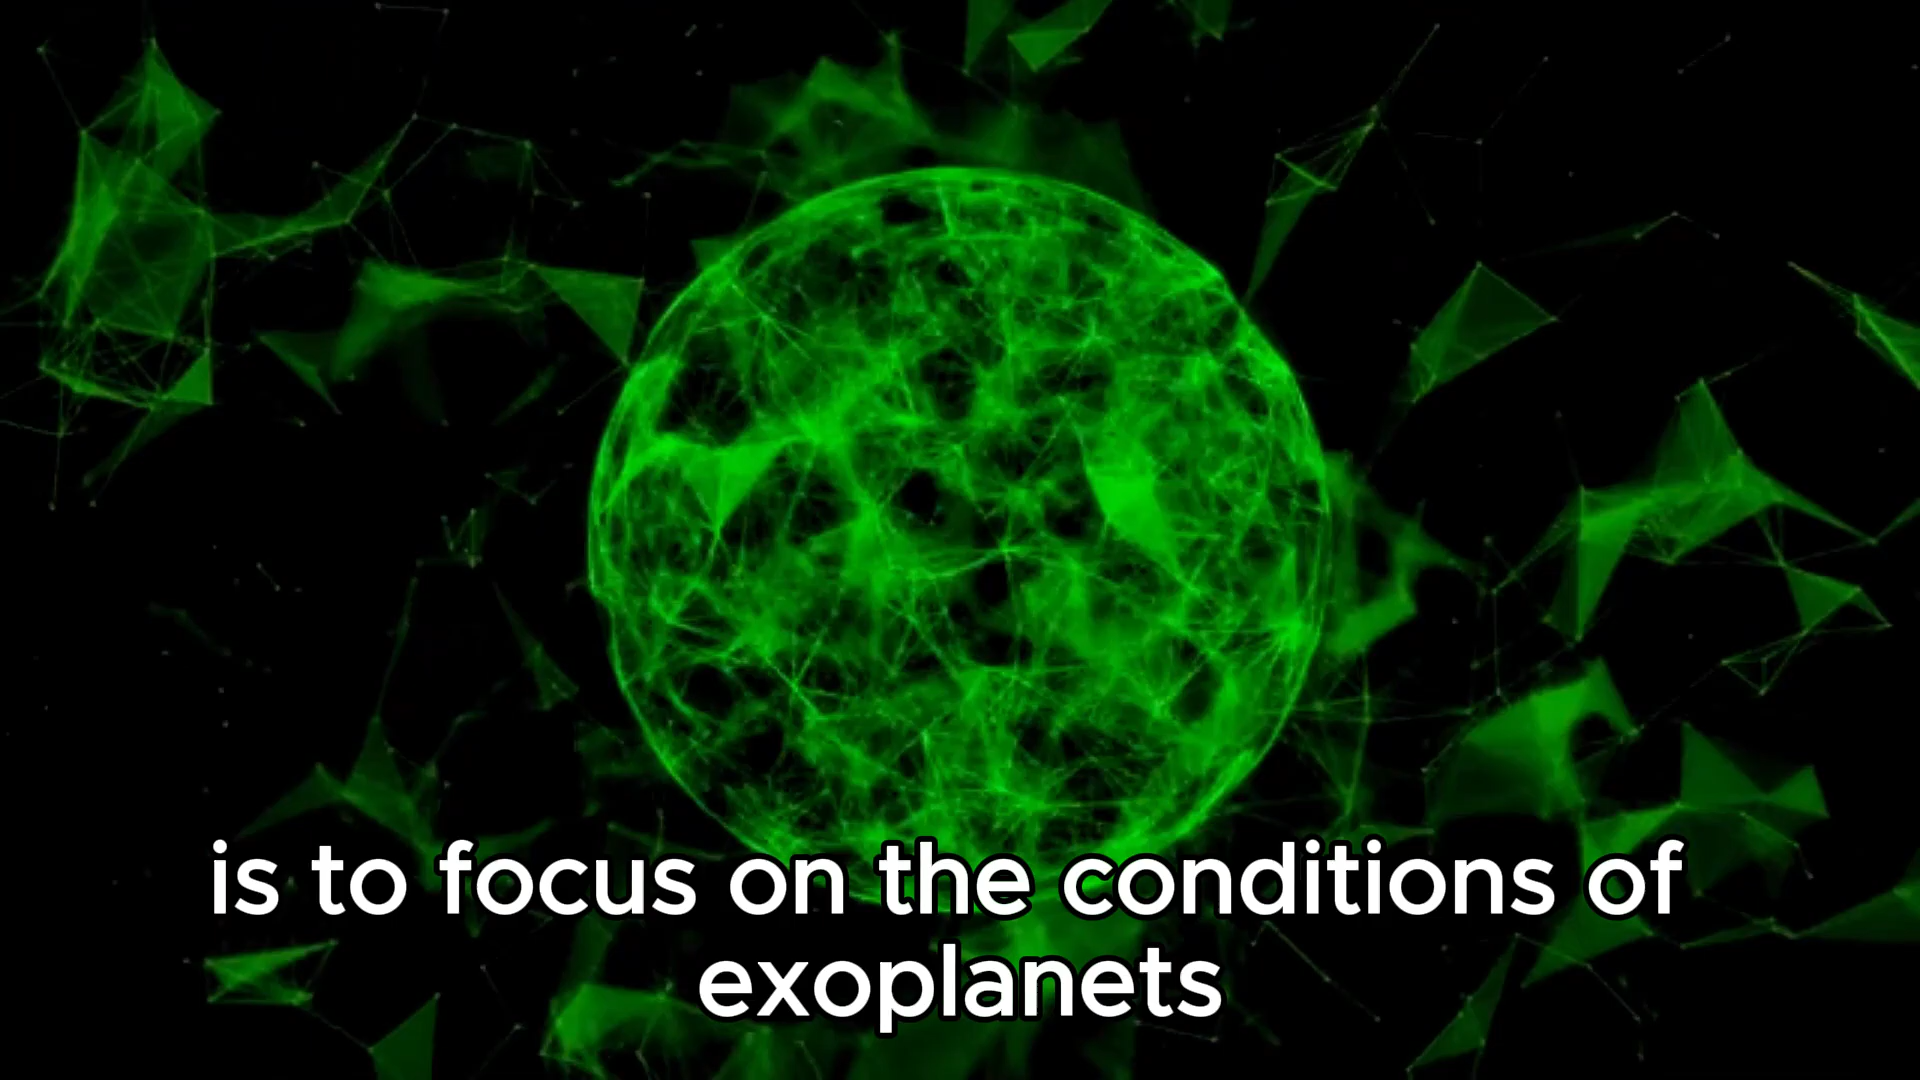 is to focus on the conditions of
exoplanets